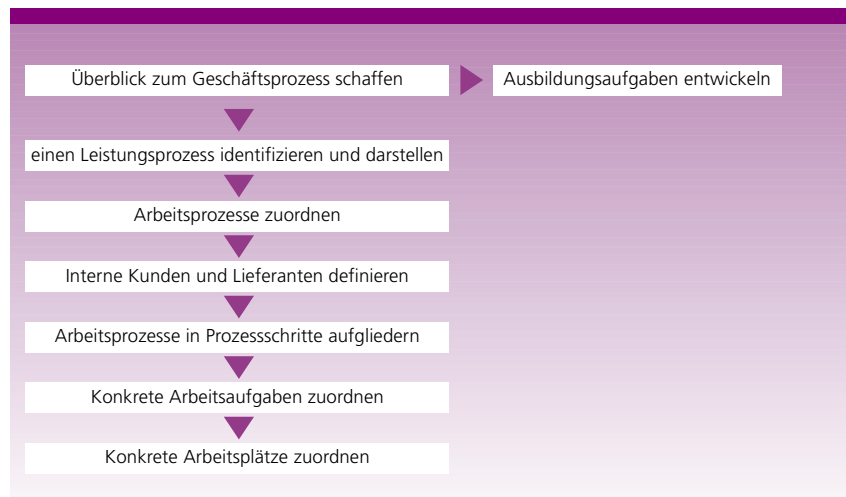 Überblick zum Geschäftsprozess schaffen
Ausbildungsaufgaben entwickeln
einen Leistungsprozess identifizieren und darstellen
Arbeitsprozesse zuordnen
Interne Kunden und Lieferanten definieren
Arbeitsprozesse in Prozessschritte aufgliedern
Konkrete Arbeitsaufgaben zuordnen
Konkrete Arbeitsplätze zuordnen